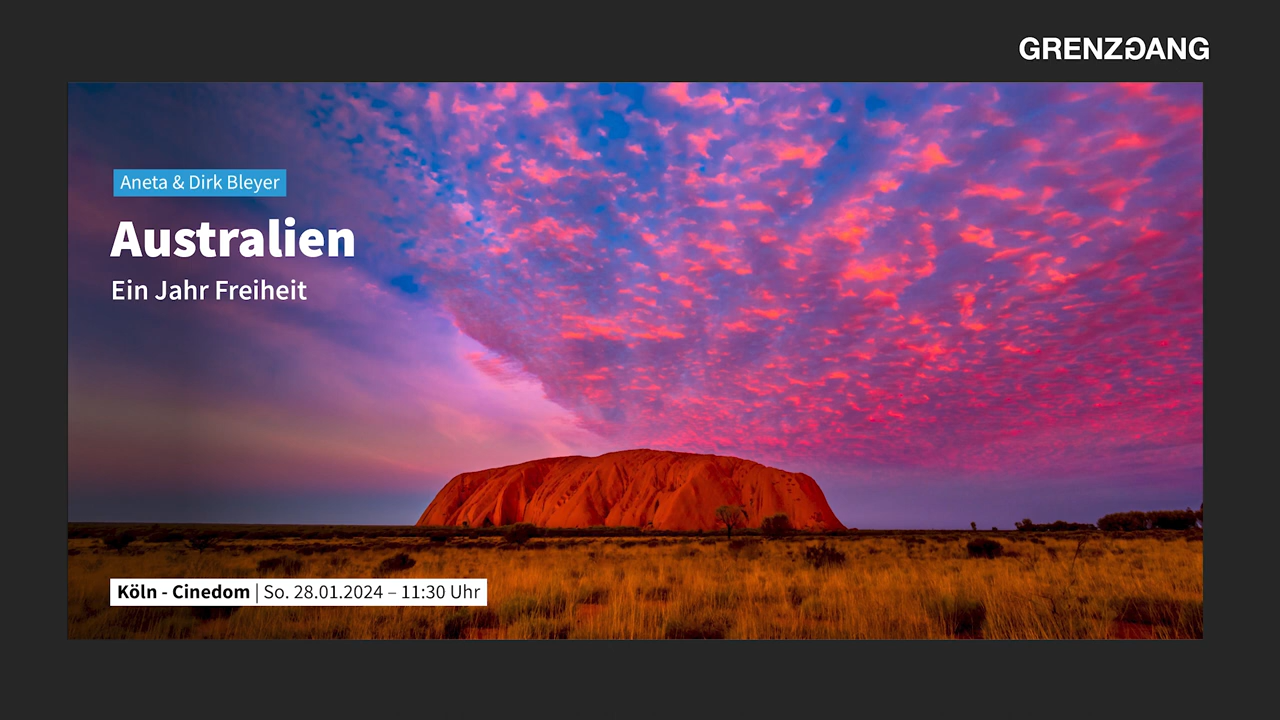 GRENZGANG
Aneta & Dirk Bleyer
Australien
Ein Jahr Freiheit
Köln - Cinedom | So. 28.01.2024 – 11:30 Uhr